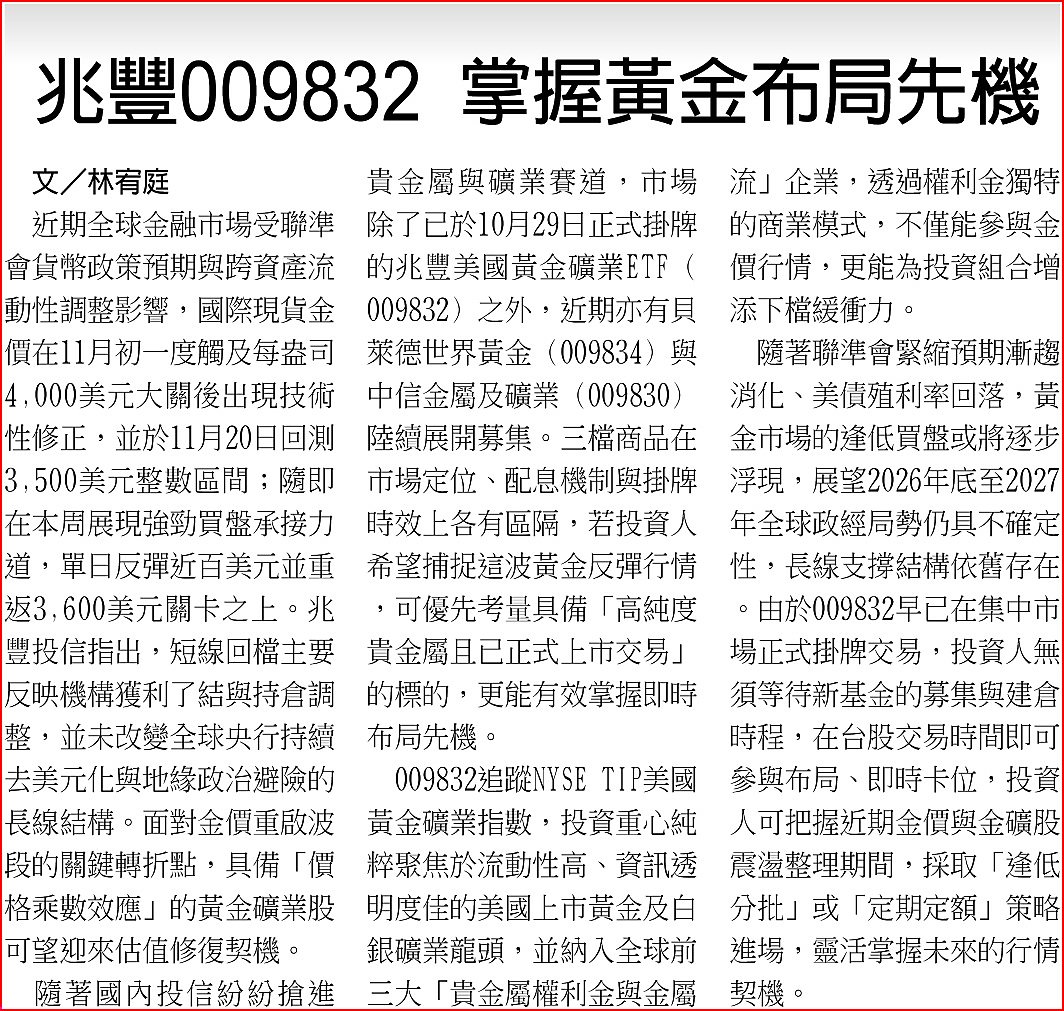 兆豐009832 掌握黃金布局先機
文／林宥庭
近期全球金融市場受聯準
會貨幣政策預期與跨資產流
動性調整影響，國際現貨金
價在11月初一度觸及每盎司
4,000美元大關後出現技術
性修正，並於11月20日回測
3,500美元整數區間；隨即
在本周展現強勁買盤承接力
道，單日反彈近百美元並重
返3,600美元關卡之上。兆
豐投信指出，短線回檔主要
反映機構獲利了結與持倉調
整，並未改變全球央行持續
去美元化與地緣政治避險的
長線結構。面對金價重啟波
段的關鍵轉折點，具備「價
格乘數效應」的黃金礦業股
可望迎來估值修復契機。
隨著國內投信紛紛搶進
貴金屬與礦業賽道，市場
除了已於10月29日正式掛牌
的兆豐美國黃金礦業ETF（
009832）之外，近期亦有貝
萊德世界黃金（009834）與
中信金屬及礦業（009830）
陸續展開募集。三檔商品在
市場定位、配息機制與掛牌
時效上各有區隔，若投資人
希望捕捉這波黃金反彈行情
，可優先考量具備「高純度
貴金屬且已正式上市交易」
的標的，更能有效掌握即時
布局先機。
009832追蹤NYSE TIP美國
黃金礦業指數，投資重心純
粹聚焦於流動性高、資訊透
明度佳的美國上市黃金及白
銀礦業龍頭，並納入全球前
三大「貴金屬權利金與金屬
流」企業，透過權利金獨特
的商業模式，不僅能參與金
價行情，更能為投資組合增
添下檔緩衝力。
隨著聯準會緊縮預期漸趨
消化、美債殖利率回落，黃
金市場的逢低買盤或將逐步
浮現，展望2026年底至2027
年全球政經局勢仍具不確定
性，長線支撐結構依舊存在
。由於009832早已在集中市
場正式掛牌交易，投資人無
須等待新基金的募集與建倉
時程，在台股交易時間即可
參與布局、即時卡位，投資
人可把握近期金價與金礦股
震盪整理期間，採取「逢低
分批」或「定期定額」策略
進場，靈活掌握未來的行情
契機。